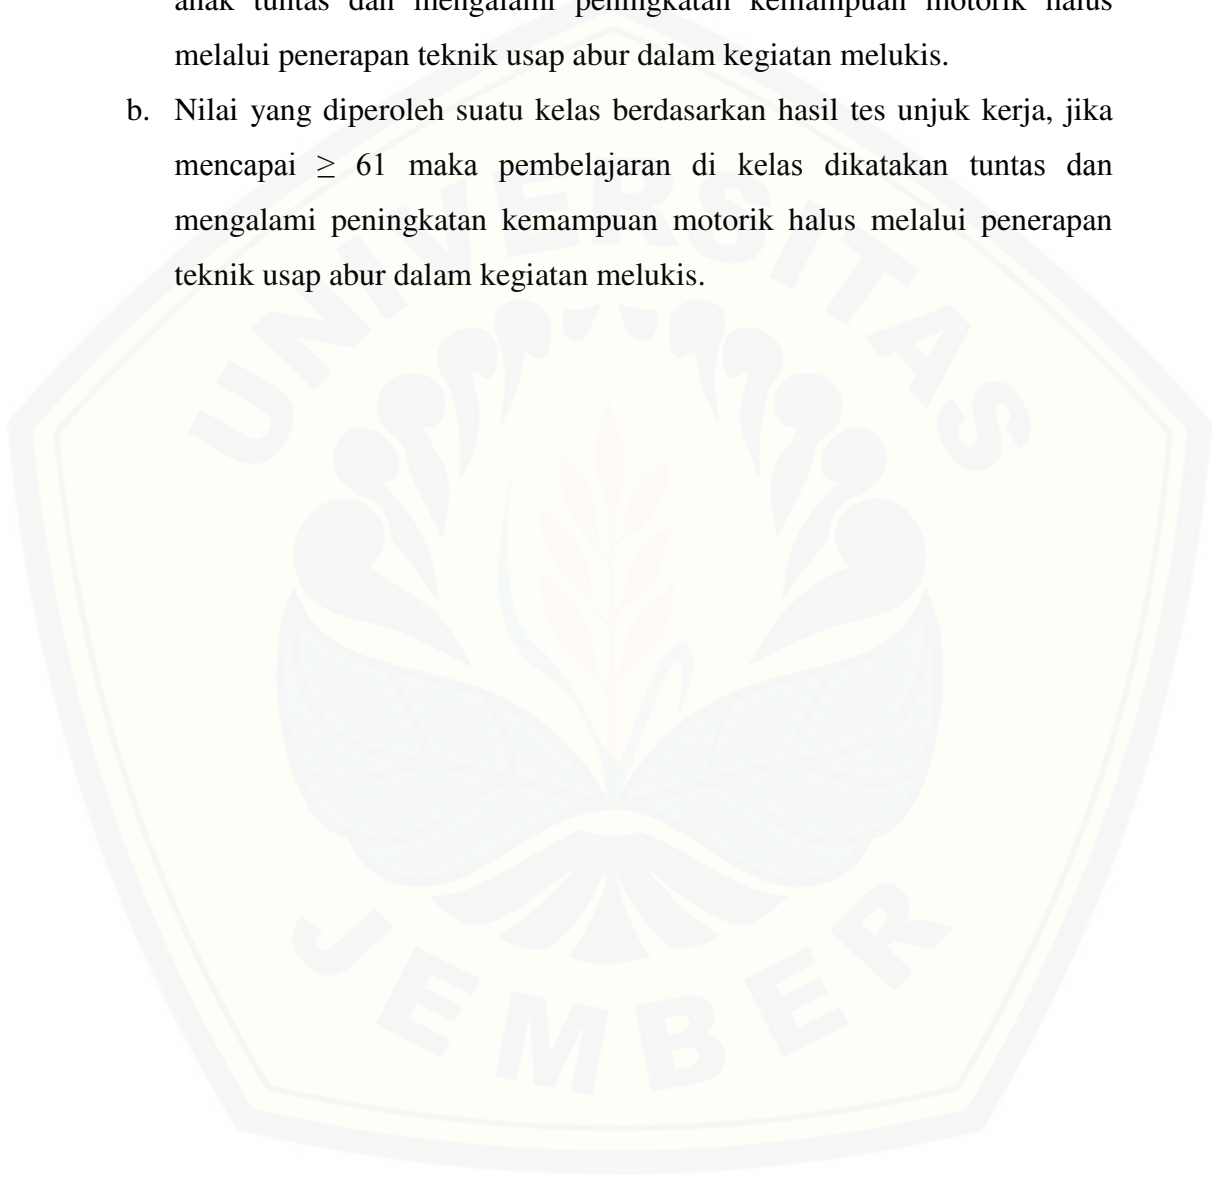 anak tuntas dan mengalami peningkatan kemampuan motorik halus
melalui penerapan teknik usap abur dalam kegiatan melukis.
b. Nilai yang diperoleh suatu kelas berdasarkan hasil tes unjuk kerja, jika
mencapai ≥ 61 maka pembelajaran di kelas dikatakan tuntas dan
mengalami peningkatan kemampuan motorik halus melalui penerapan
teknik usap abur dalam kegiatan melukis.
UNIVERSITAS
JEMBER